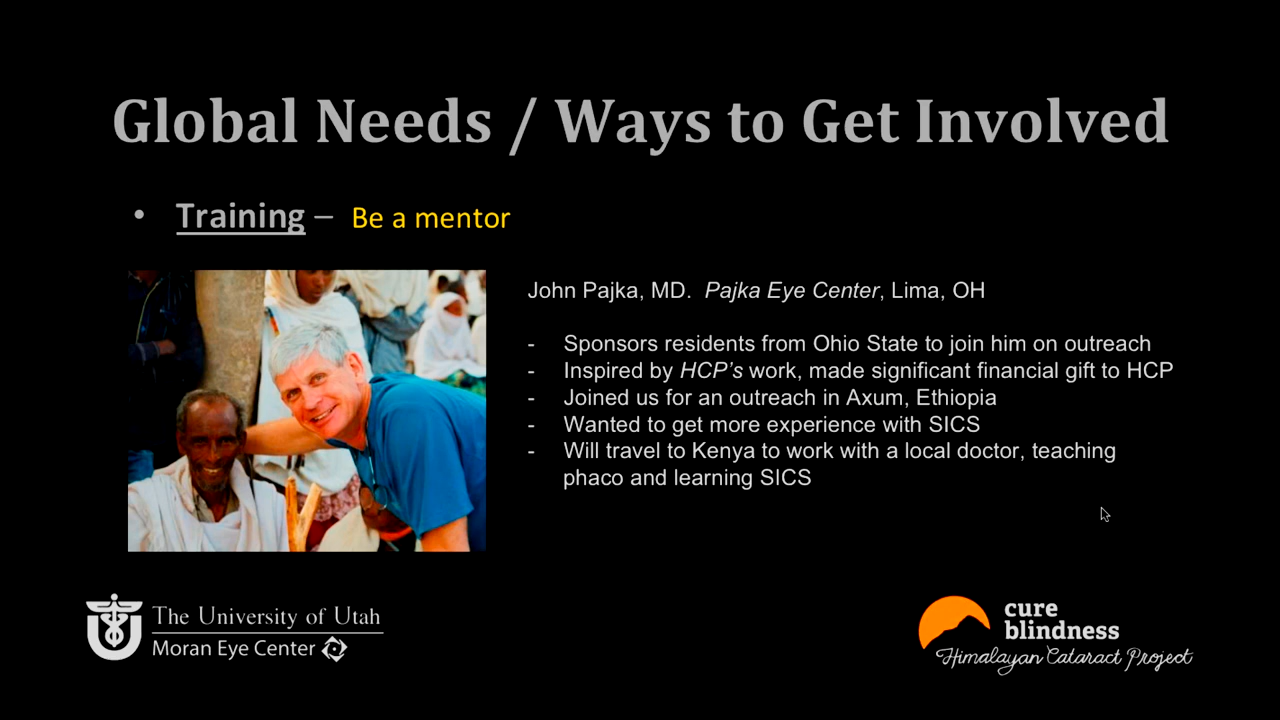 Global Needs / Ways to Get Involved
• Training – Be a mentor
John Pajka, MD. Pajka Eye Center, Lima, OH
- Sponsors residents from Ohio State to join him on outreach
- Inspired by HCP's work, made significant financial gift to HCP
- Joined us for an outreach in Axum, Ethiopia
- Wanted to get more experience with SICS
- Will travel to Kenya to work with a local doctor, teaching
phaco and learning SICS
The University of Utah
Moran Eye Center
cure
blindness
Himalayan Cataract Project